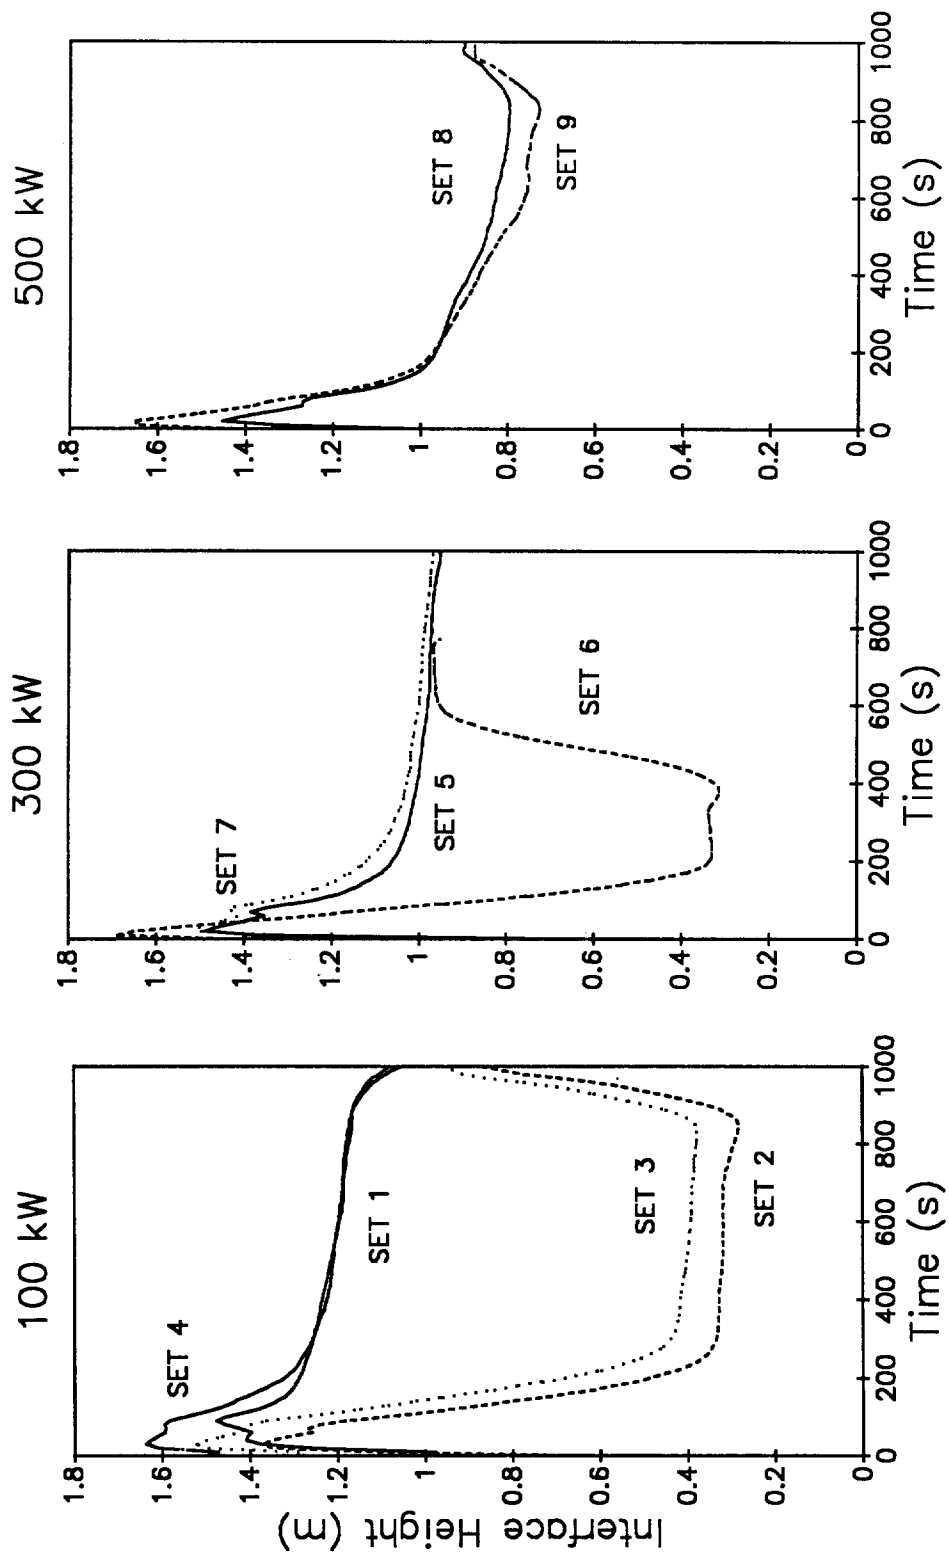 100 kW
Interface Height (m)
1.8
1.6
1.4
1.2
1
0.8
0.6
0.4
0.2
0
SET 4
SET 1
SET 3
SET 2
0 200 400 600 800 1000
Time (s)
300 kW
1.8
1.6
1.4
1.2
1
0.8
0.6
0.4
0.2
0
SET 7
SET 5
SET 6
0 200 400 600 800 1000
Time (s)
500 kW
1.8
1.6
1.4
1.2
1
0.8
0.6
0.4
0.2
0
SET 8
SET 9
0 200 400 600 800 1000
Time (s)